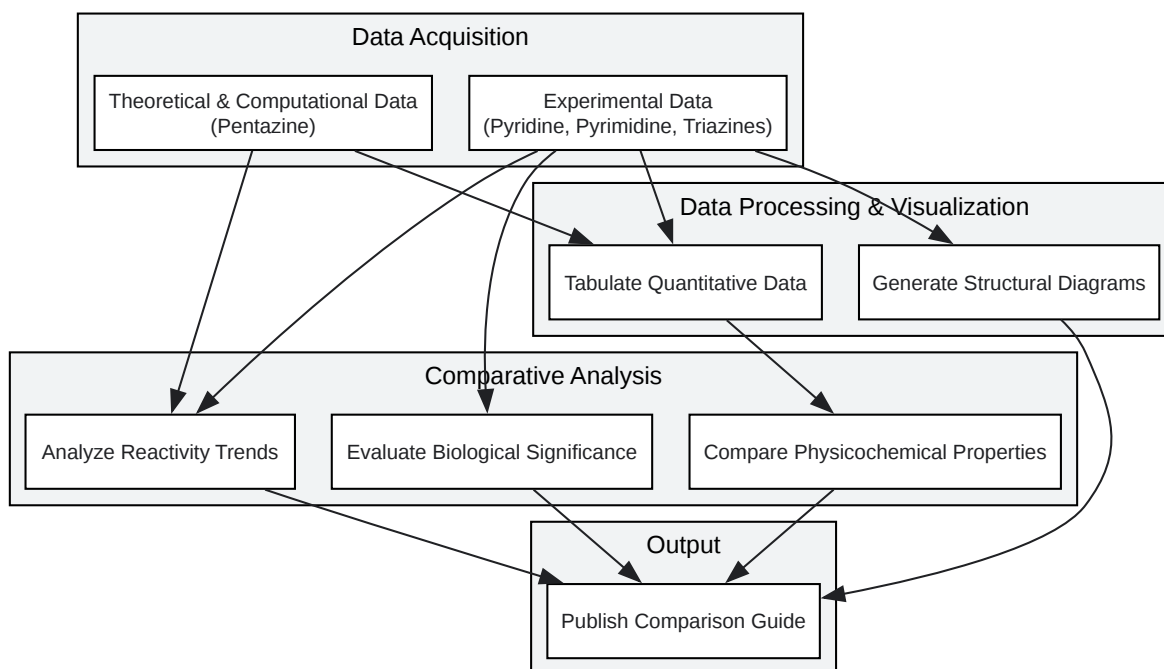 Data Acquisition
Theoretical & Computational Data
(Pentazine)
Experimental Data
(Pyridine, Pyrimidine, Triazines)
Data Processing & Visualization
Tabulate Quantitative Data
Generate Structural Diagrams
Comparative Analysis
Analyze Reactivity Trends
Evaluate Biological Significance
Compare Physicochemical Properties
Output
Publish Comparison Guide